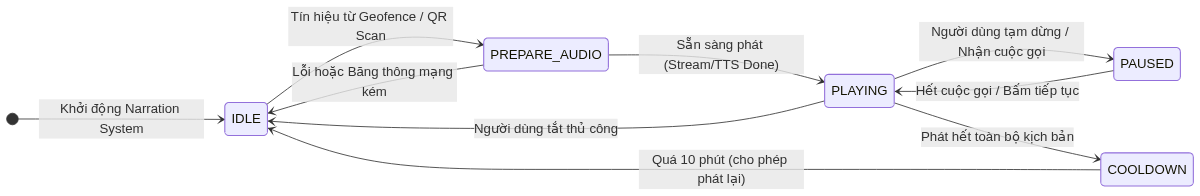 Tín hiệu từ Geofence / QR
Scan
PREPARE_AUDIO
Lỗi hoặc Băng thông mạng
kém
Khởi động Narration
System
IDLE
Sẵn sàng phát
(Stream/TTS Done)
PLAYING
Người dùng tạm dừng /
Nhận cuộc gọi
PAUSED
Hết cuộc gọi / Bấm tiếp tục
Người dùng tắt thủ công
Phát hết toàn bộ kịch bản
Quá 10 phút (cho phép
phát lại)
COOLDOWN